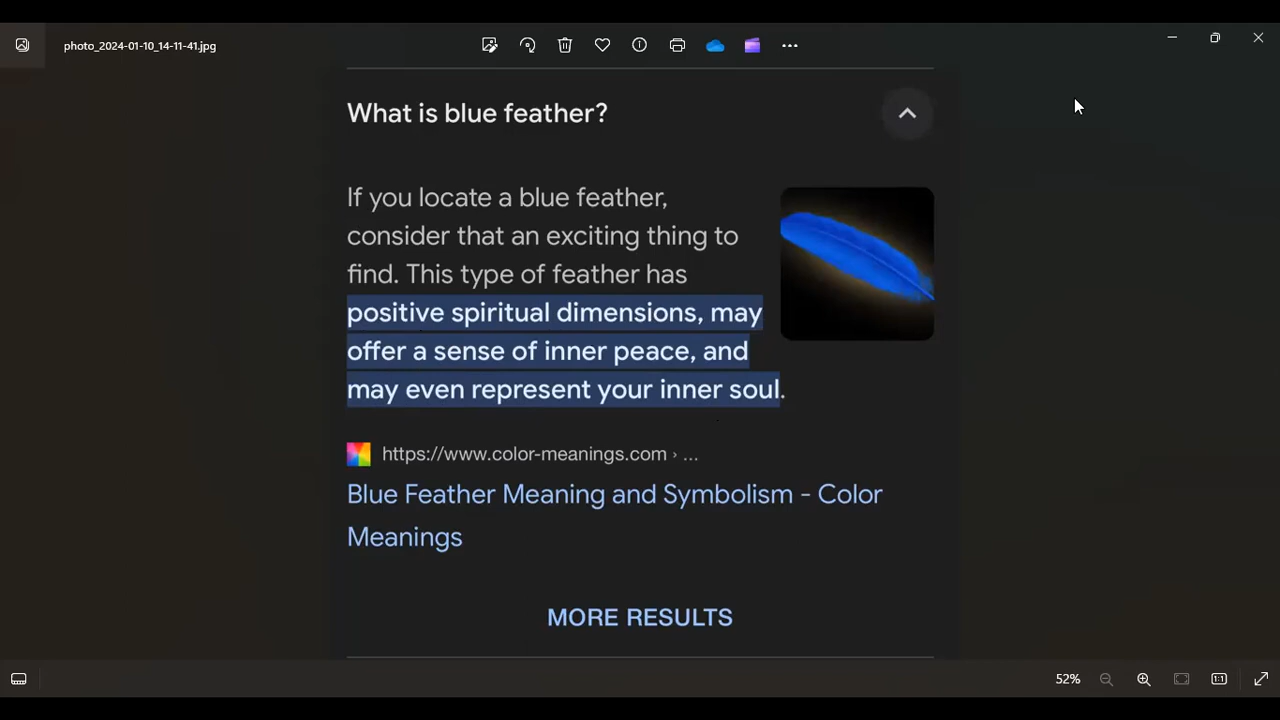 photo_2024-01-10_14-11-41.jpg
What is blue feather?
If you locate a blue feather,
consider that an exciting thing to
find. This type of feather has
positive spiritual dimensions, may
offer a sense of inner peace, and
may even represent your inner soul.
https://www.color-meanings.com › ...
Blue Feather Meaning and Symbolism - Color
Meanings
MORE RESULTS
52%
1:1